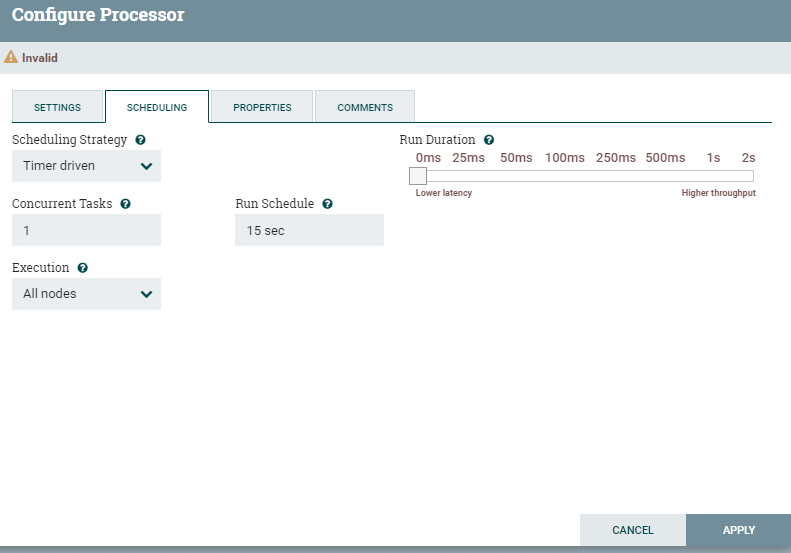 Configure Processor
Invalid
SETTINGS SCHEDULING PROPERTIES COMMENTS
Scheduling Strategy ?
Timer driven
Run Duration ?
0ms 25ms 50ms 100ms 250ms 500ms 1s 2s
Lower latency Higher throughput
Concurrent Tasks ?
1
Run Schedule ?
15 sec
Execution ?
All nodes
CANCEL APPLY